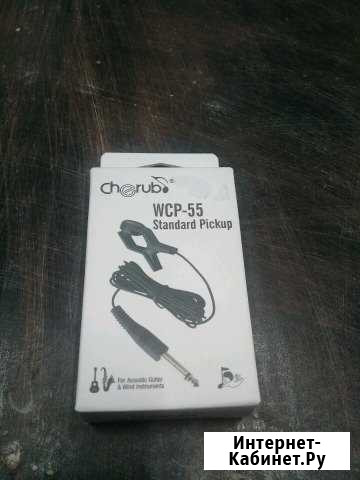 Cherub®
WCP-55
Standard Pickup
For Acoustic Guitar
& Wind Instruments
Интернет-
Кабинет.Ру